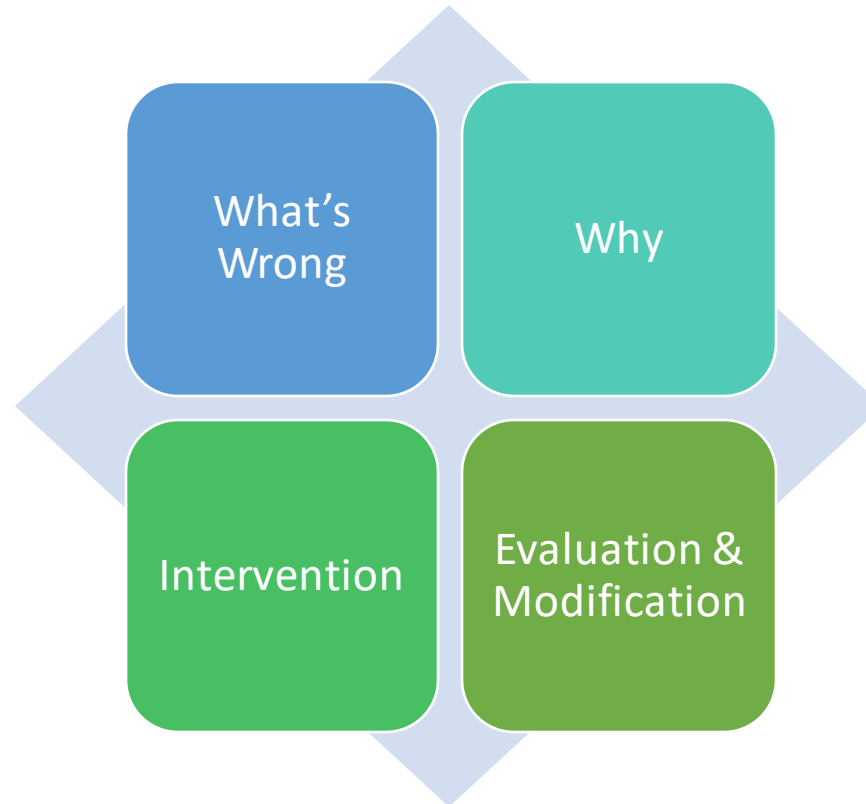 What’s
Wrong
Why
Intervention
Evaluation &
Modification